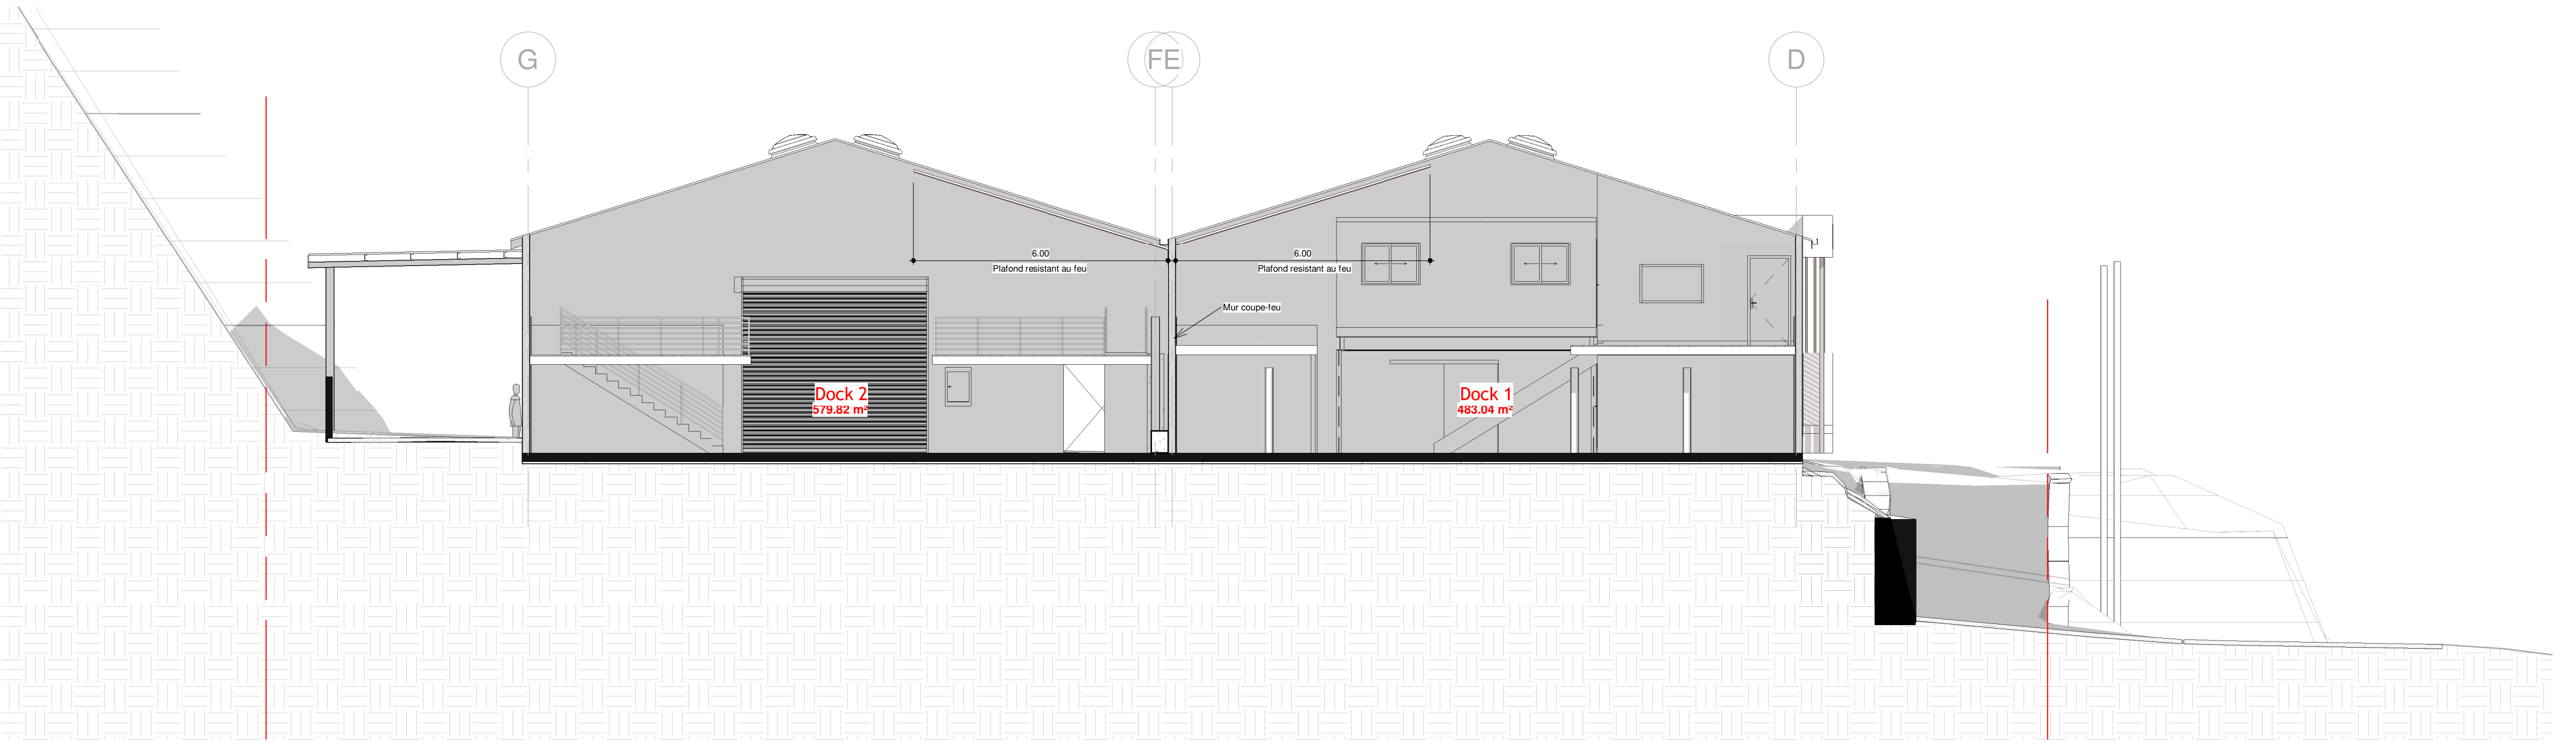 G
F
E
D
6.00
Plafond resistant au feu
6.00
Plafond resistant au feu
Mur coupe-feu
Dock 2
579.82 m²
Dock 1
483.04 m²